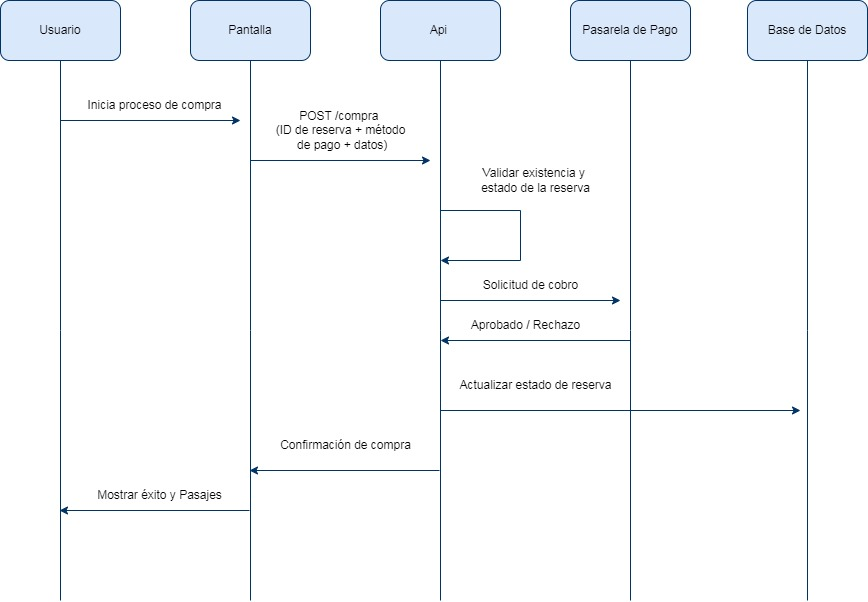 Usuario
Pantalla
Api
Pasarela de Pago
Base de Datos
Inicia proceso de compra
POST /compra
(ID de reserva + método
de pago + datos)
Validar existencia y
estado de la reserva
Solicitud de cobro
Aprobado / Rechazo
Actualizar estado de reserva
Confirmación de compra
Mostrar éxito y Pasajes